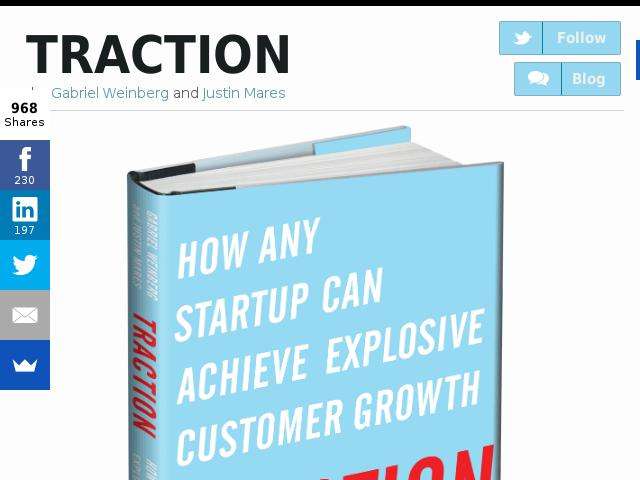 TRACTION
Gabriel Weinberg and Justin Mares
Follow
Blog
968
Shares
230
197
HOW ANY
STARTUP CAN
ACHIEVE EXPLOSIVE
CUSTOMER GROWTH
GABRIEL WEINBERG
AND JUSTIN MARES
TRACTION